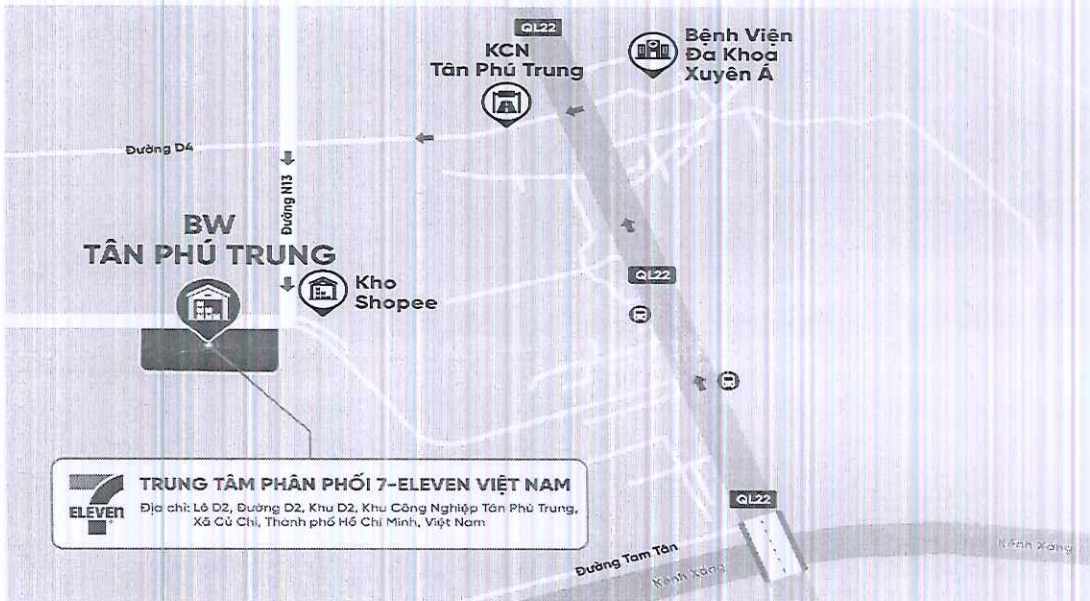 QL22
KCN
Tân Phú Trung
Bệnh Viện
Đa Khoa
Xuyên Á
Đường D4
Đường N13
BW
TÂN PHÚ TRUNG
Kho
Shopee
QL22
7
ELEVEN
TRUNG TÂM PHÂN PHỐI 7-ELEVEN VIỆT NAM
Địa chỉ: Lô D2, Đường D2, Khu D2, Khu Công Nghiệp Tân Phú Trung,
Xã Củ Chi, Thành phố Hồ Chí Minh, Việt Nam
QL22
Đường Tam Tân
Kênh Xáng
Kênh Xáng